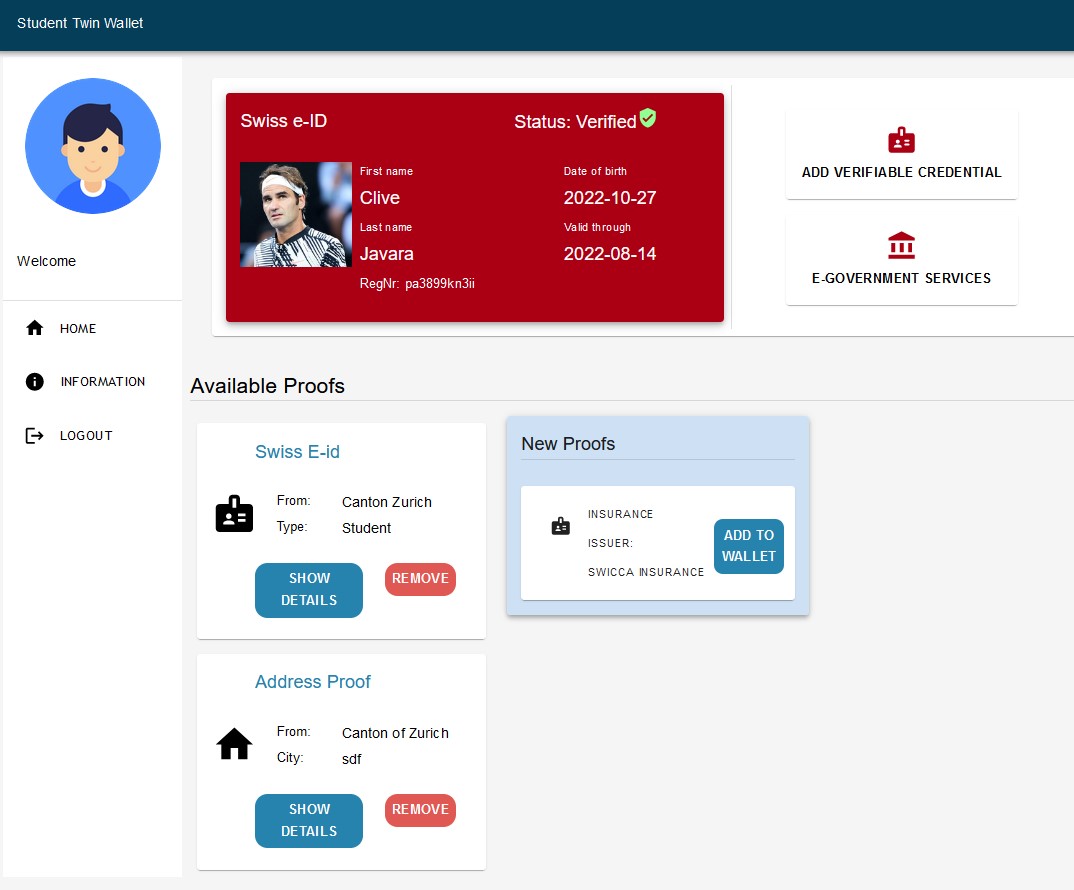 Student Twin Wallet
Welcome
HOME
INFORMATION
LOGOUT
Swiss e-ID
Status: Verified
First name
Clive
Last name
Javara
RegNr: pa3899kn3ii
Date of birth
2022-10-27
Valid through
2022-08-14
ADD VERIFIABLE CREDENTIAL
E-GOVERNMENT SERVICES
Available Proofs
Swiss E-id
From: Canton Zurich
Type: Student
SHOW
DETAILS
REMOVE
New Proofs
INSURANCE
ISSUER:
SWICCA INSURANCE
ADD TO
WALLET
Address Proof
From: Canton of Zurich
City: sdf
SHOW
DETAILS
REMOVE